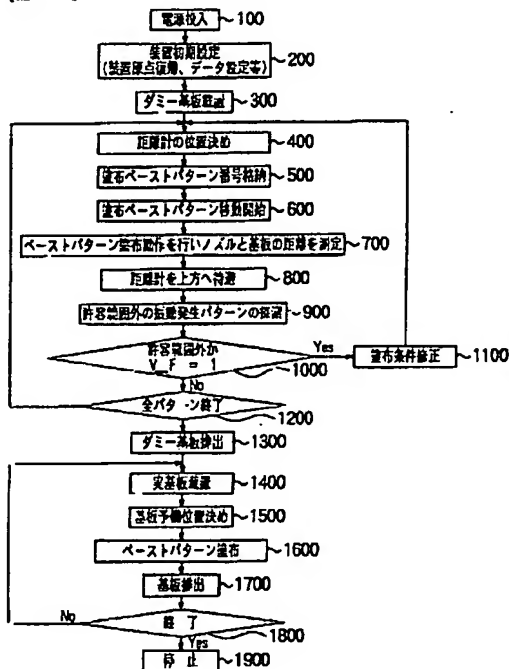 電源投入 100
装置初期設定
(装置原点復帰、データ設定等) 200
ダミー基板載置 300
距離計の位置決め 400
塗布ペーストパターン番号格納 500
塗布ペーストパターン移動開始 600
ペーストパターン塗布動作を行いノズルと基板の距離を測定 700
距離計を上方へ待避 800
許容範囲外の振動発生パターンの 900
許容範囲外か
V_F = 1 1000
Yes
塗布条件修正 1100
No
全パターン終了 1200
ダミー基板排出 1300
実基板載置 1400
基板予備位置決め 1500
ペーストパターン塗布 1600
基板排出 1700
No
終 了 1800
Yes
停 止 1900